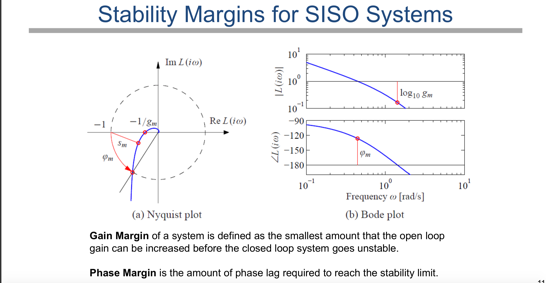 Stability Margins for SISO Systems
Im L(iω)
−1
−1/gm
Re L(iω)
sm
φm
(a) Nyquist plot
10^1
10^0
10^-1
|L(iω)|
log10 gm
-90
-120
-150
-180
∠L(iω)
φm
10^-1
10^0
10^1
Frequency ω [rad/s]
(b) Bode plot
Gain Margin of a system is defined as the smallest amount that the open loop
gain can be increased before the closed loop system goes unstable.
Phase Margin is the amount of phase lag required to reach the stability limit.
11